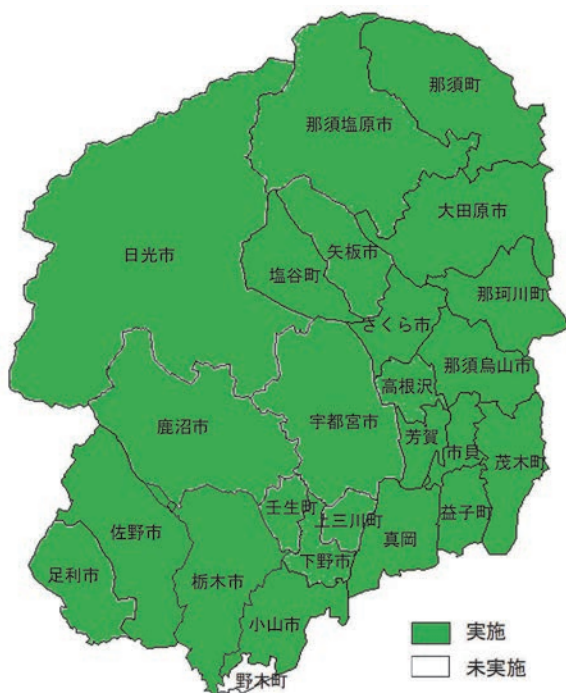 那須町
那須塩原市
大田原市
日光市
矢板市
塩谷町
那珂川町
さくら市
那須烏山市
高根沢
鹿沼市
宇都宮市
芳賀
市貝
茂木町
壬生町
上三川町
益子町
佐野市
真岡
下野市
足利市
栃木市
小山市
野木町
実施
未実施